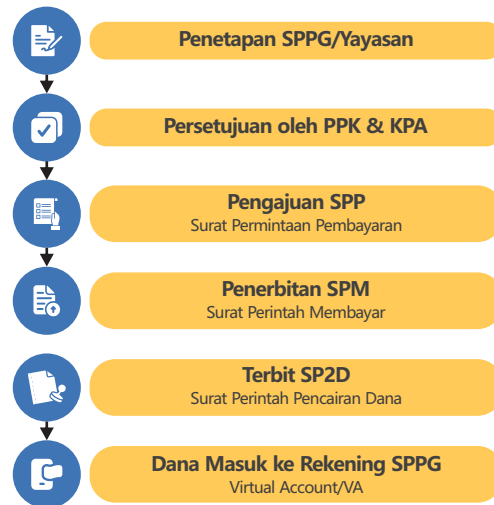 Penetapan SPPG/Yayasan
Persetujuan oleh PPK & KPA
Pengajuan SPP
Surat Permintaan Pembayaran
Penerbitan SPM
Surat Perintah Membayar
Terbit SP2D
Surat Perintah Pencairan Dana
Dana Masuk ke Rekening SPPG
Virtual Account/VA